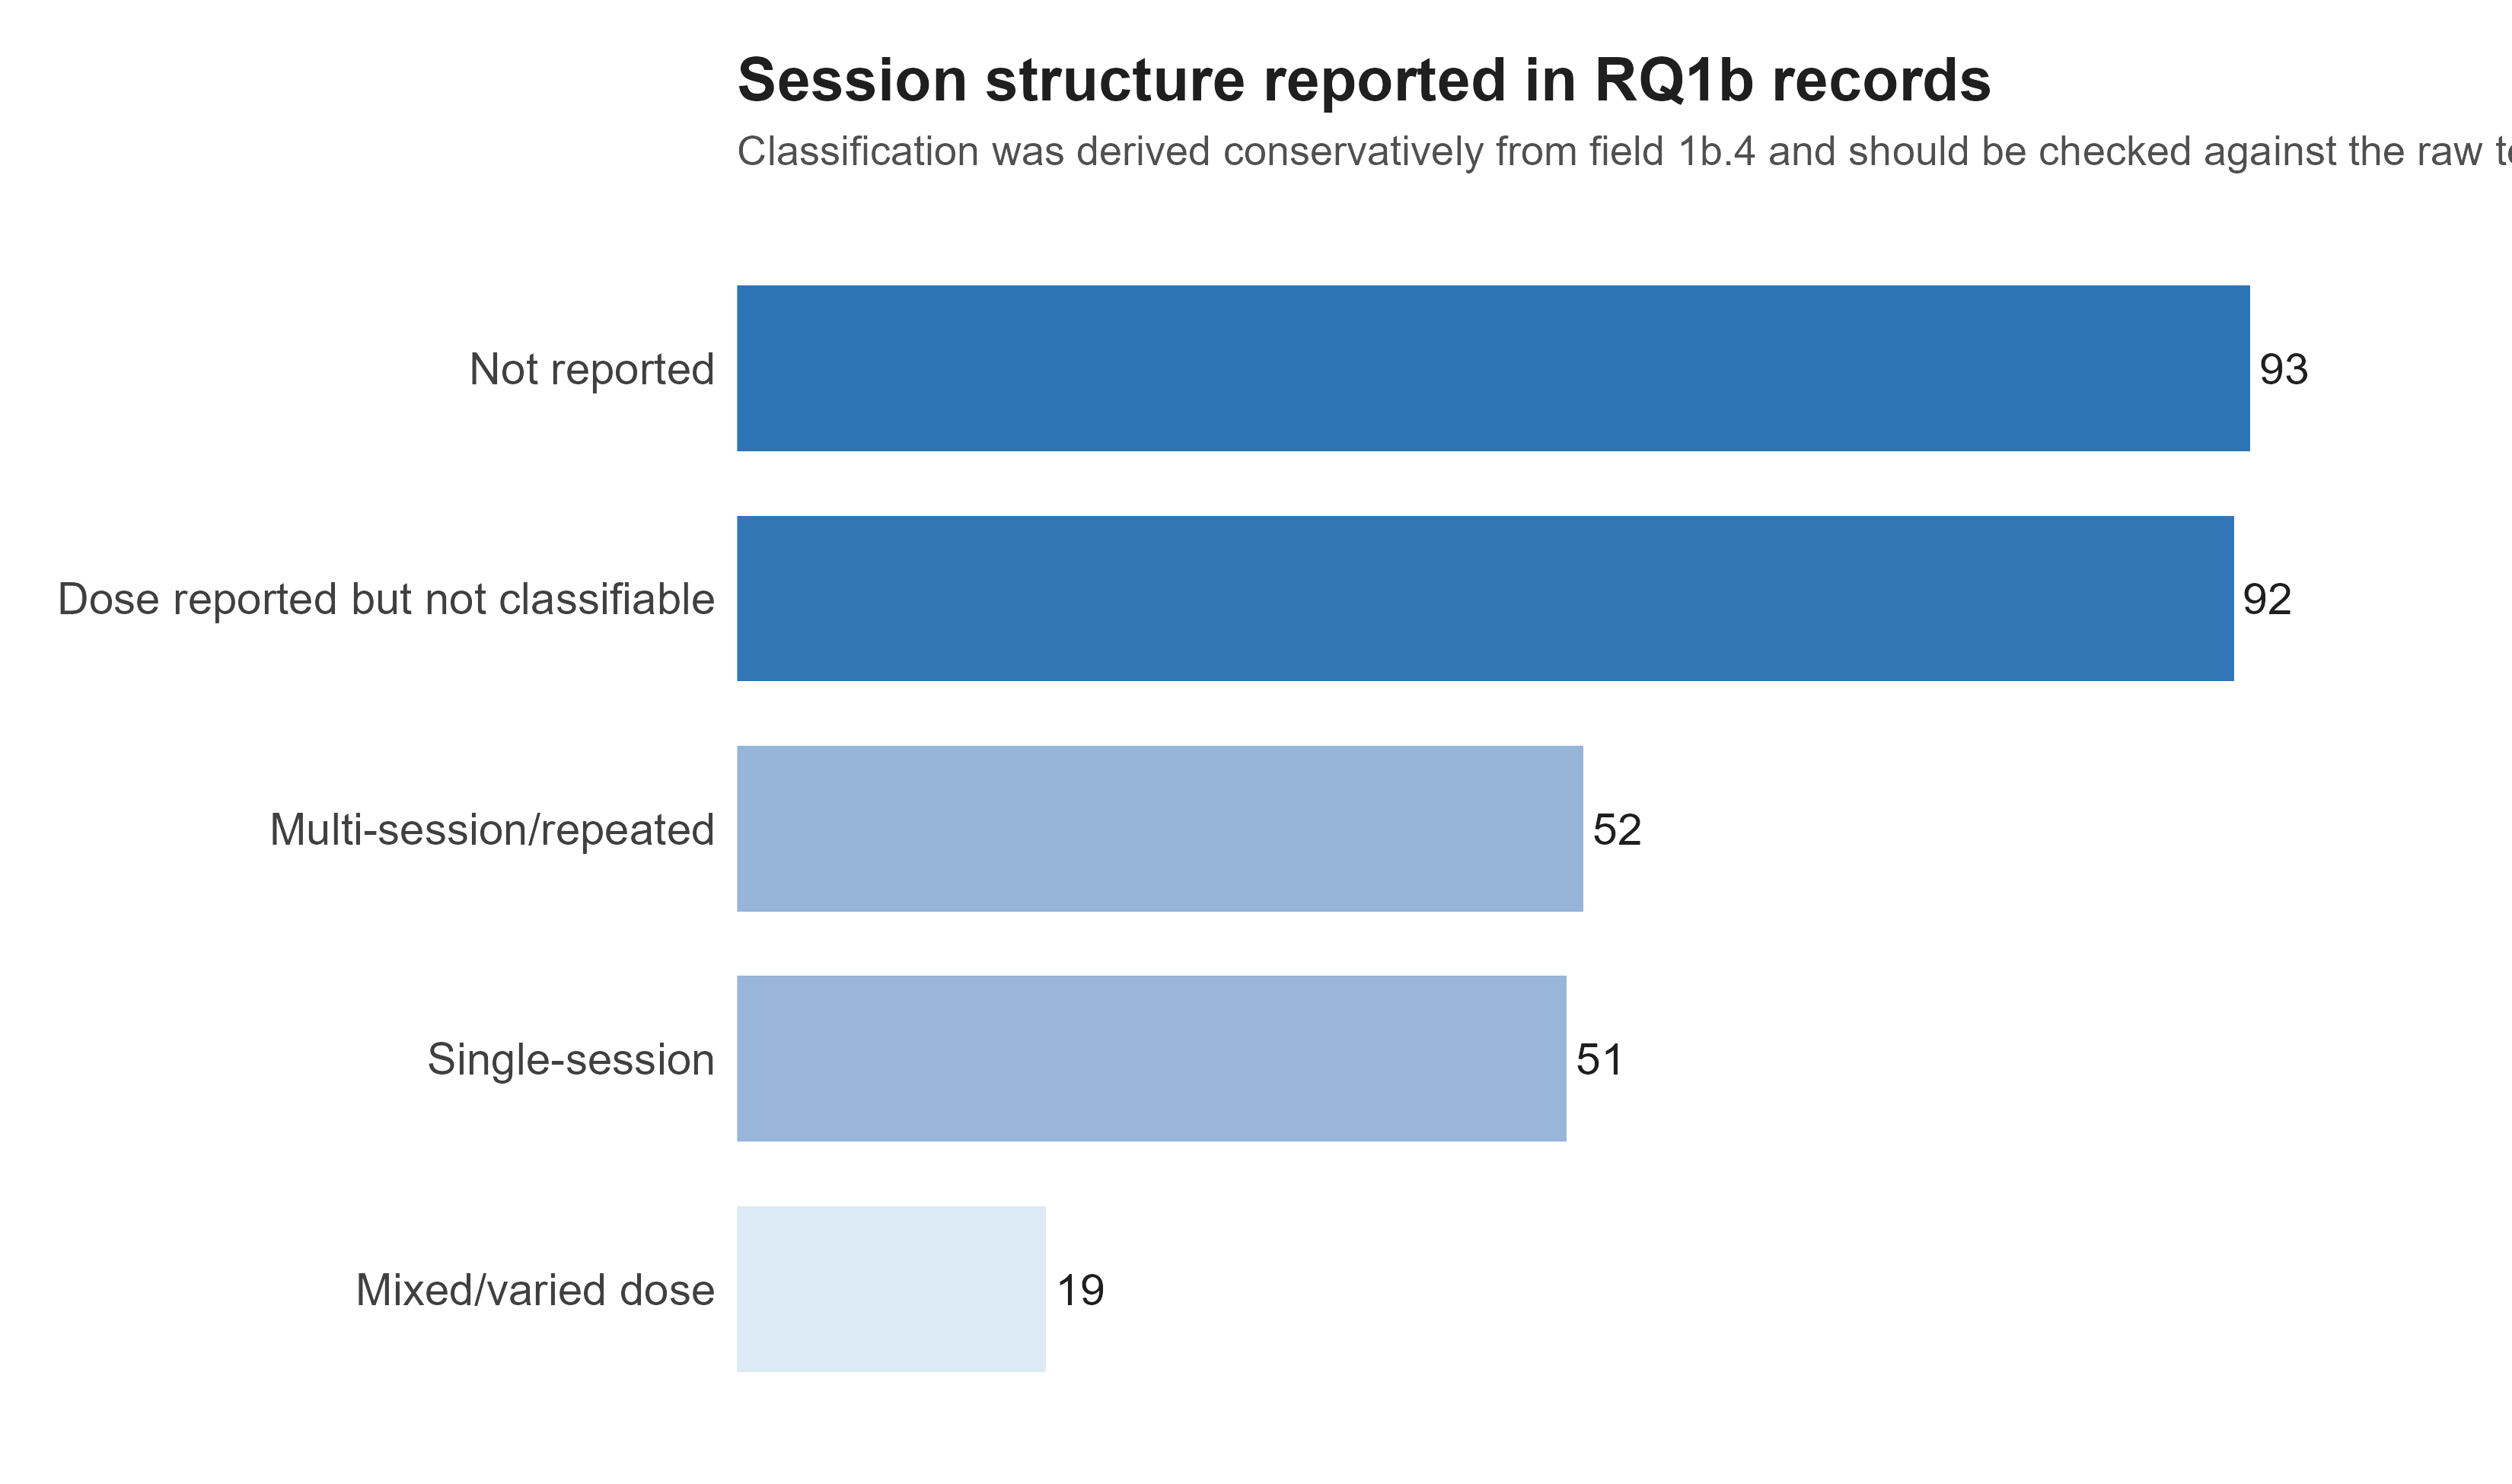 Session structure reported in RQ1b records
Classification was derived conservatively from field 1b.4 and should be checked against the raw
Not reported
93
Dose reported but not classifiable
92
Multi-session/repeated
52
Single-session
51
Mixed/varied dose
19